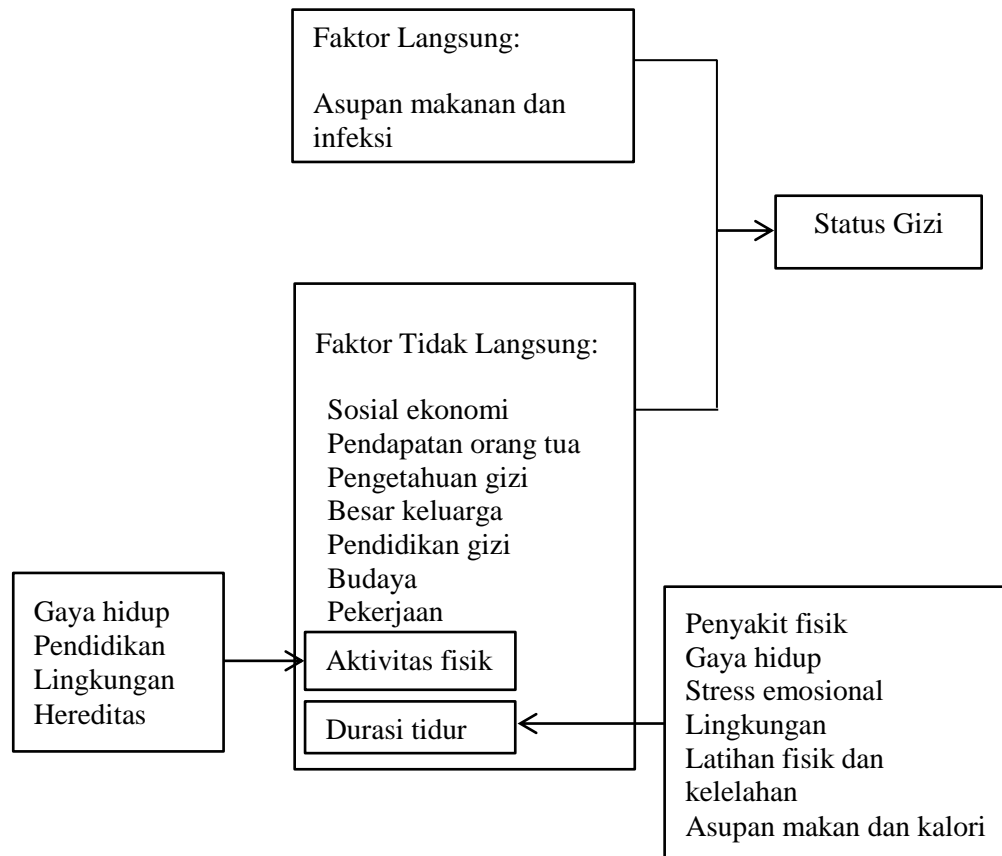 Faktor Langsung:
Asupan makanan dan
infeksi
Status Gizi
Faktor Tidak Langsung:
Sosial ekonomi
Pendapatan orang tua
Pengetahuan gizi
Besar keluarga
Pendidikan gizi
Budaya
Pekerjaan
Aktivitas fisik
Durasi tidur
Gaya hidup
Pendidikan
Lingkungan
Hereditas
Penyakit fisik
Gaya hidup
Stress emosional
Lingkungan
Latihan fisik dan
kelelahan
Asupan makan dan kalori